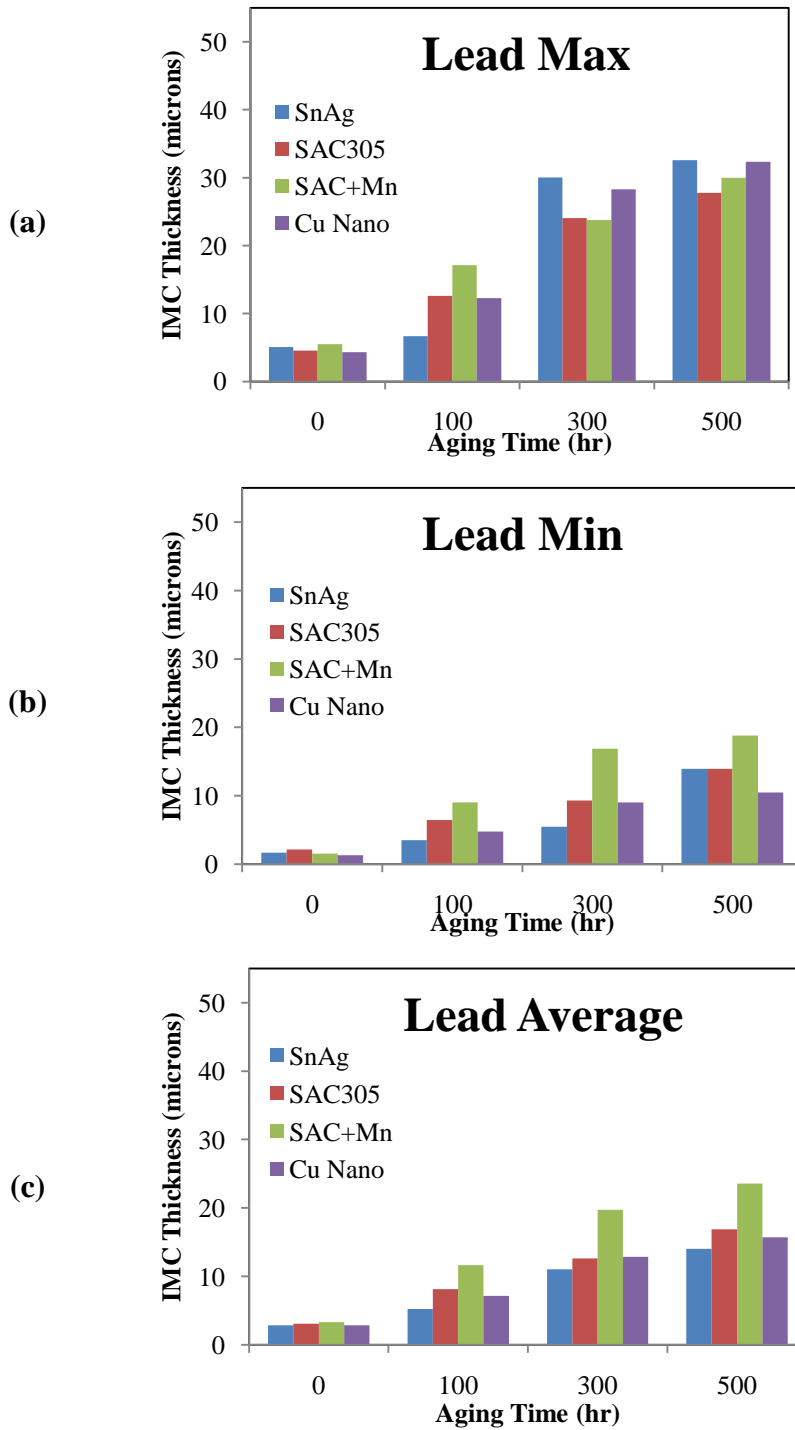 (a)
Lead Max
IMC Thickness (microns)
50
40
30
20
10
0
SnAg
SAC305
SAC+Mn
Cu Nano
0 100 300 500
Aging Time (hr)
(b)
Lead Min
IMC Thickness (microns)
50
40
30
20
10
0
SnAg
SAC305
SAC+Mn
Cu Nano
0 100 300 500
Aging Time (hr)
(c)
Lead Average
IMC Thickness (microns)
50
40
30
20
10
0
SnAg
SAC305
SAC+Mn
Cu Nano
0 100 300 500
Aging Time (hr)